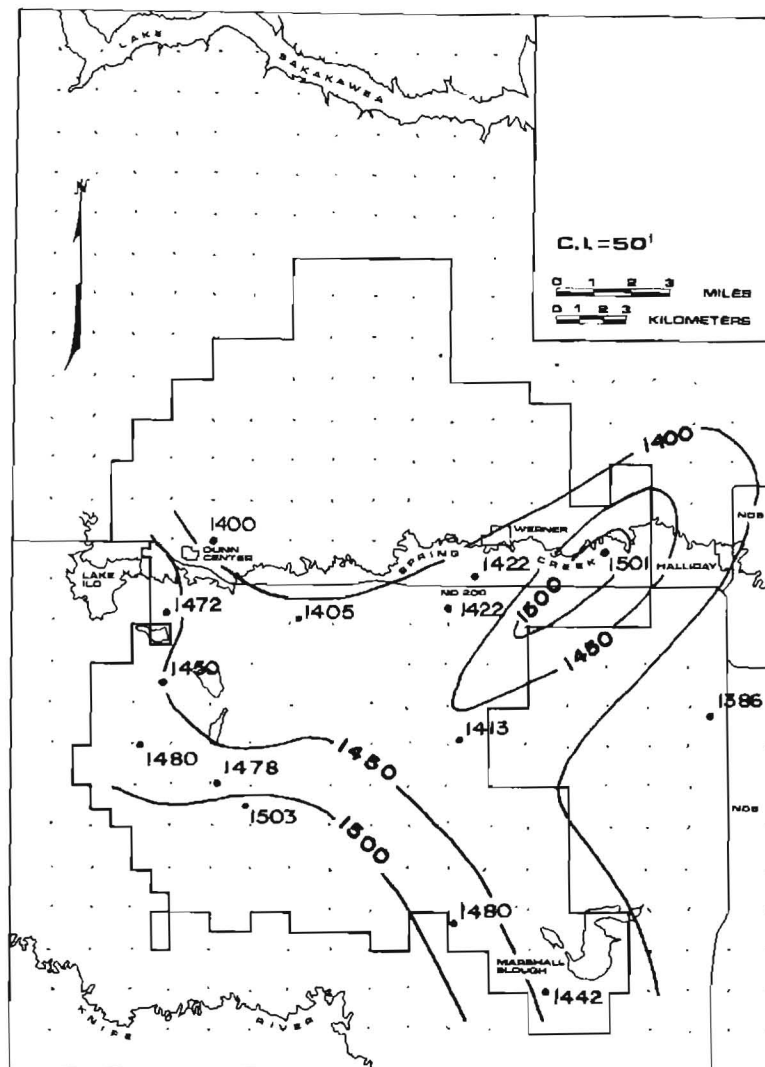 LAKE
SAKAKAWEA
N
C.I.=50'
0 1 2 3
MILES
0 1 2 3
KILOMETERS
1400
NDS
1400
DUNN
CENTER
WERNER
SPRING
CREEK
1422
1501
HALLIDAY
LAKE
ILO
1472
1405
ND 200
1422
1500
1450
1450
1386
1413
1480
1478
1450
1503
1500
NDS
1480
MARSHALL
SLOUGH
1442
KNIFE
RIVER